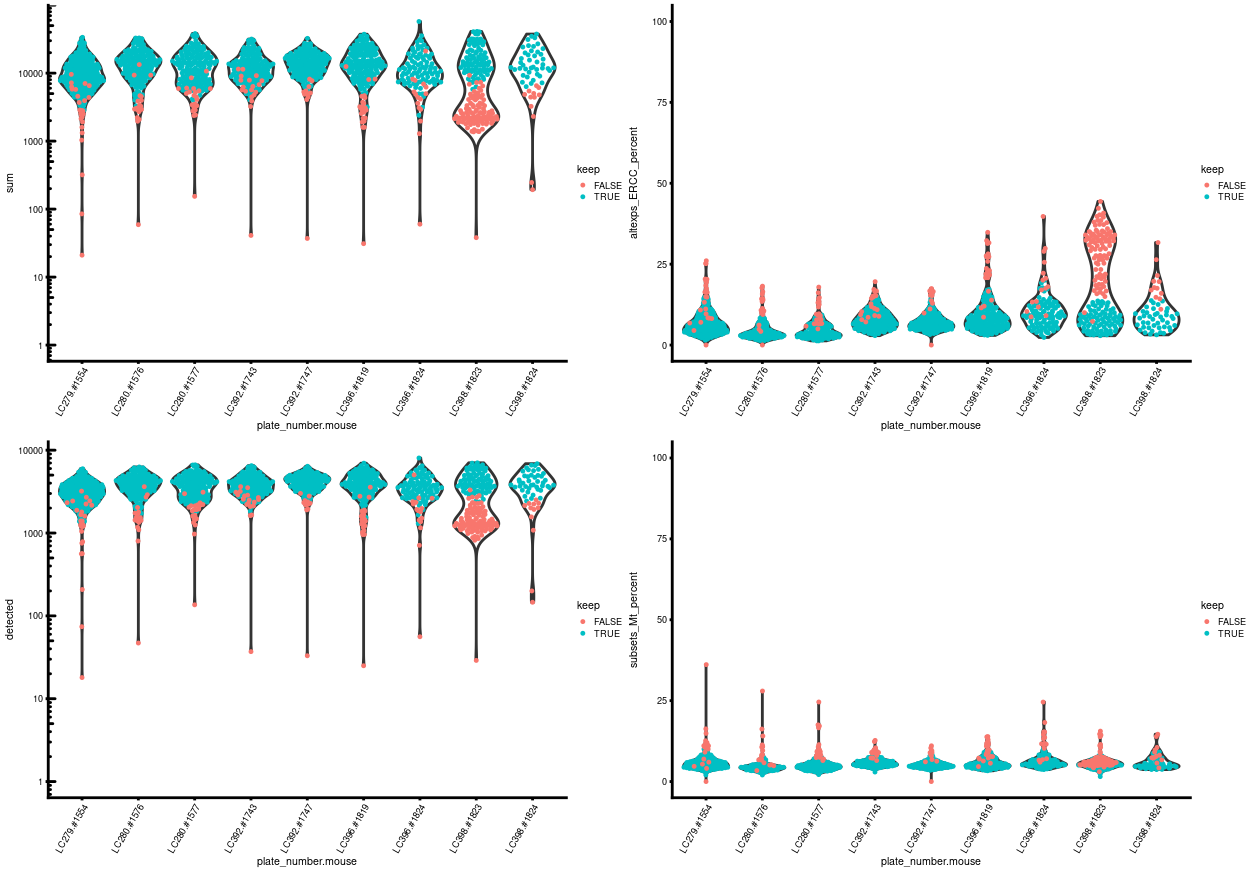 sum
10000
1000
100
10
1
LC279.#1554
LC280.#1576
LC280.#1577
LC392.#1743
LC392.#1747
LC396.#1819
LC396.#1824
LC398.#1823
LC398.#1824
plate_number.mouse
keep
FALSE
TRUE
altexps_ERCC_percent
100
75
50
25
0
LC279.#1554
LC280.#1576
LC280.#1577
LC392.#1743
LC392.#1747
LC396.#1819
LC396.#1824
LC398.#1823
LC398.#1824
plate_number.mouse
keep
FALSE
TRUE
detected
10000
1000
100
10
1
LC279.#1554
LC280.#1576
LC280.#1577
LC392.#1743
LC392.#1747
LC396.#1819
LC396.#1824
LC398.#1823
LC398.#1824
plate_number.mouse
keep
FALSE
TRUE
subsets_Mt_percent
100
75
50
25
0
LC279.#1554
LC280.#1576
LC280.#1577
LC392.#1743
LC392.#1747
LC396.#1819
LC396.#1824
LC398.#1823
LC398.#1824
plate_number.mouse
keep
FALSE
TRUE